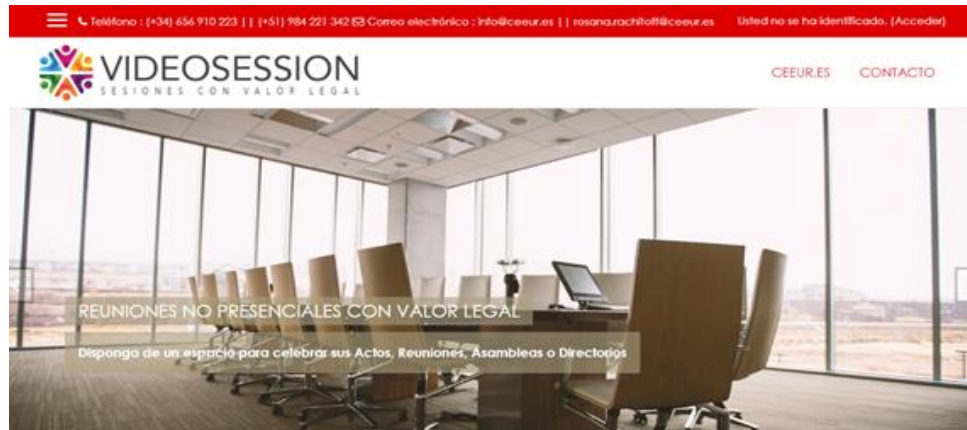 Teléfono : (+34) 656 910 223 | | (+51) 984 221 342 Correo electrónico : info@ceeur.es | | rosana.rachitoff@ceeur.es Usted no se ha identificado. (Acceder)
VIDEOSESSION
SESIONES CON VALOR LEGAL
CEEUR.ES CONTACTO
REUNIONES NO PRESENCIALES CON VALOR LEGAL
Disponga de un espacio para celebrar sus Actos, Reuniones, Asambleas o Directorios